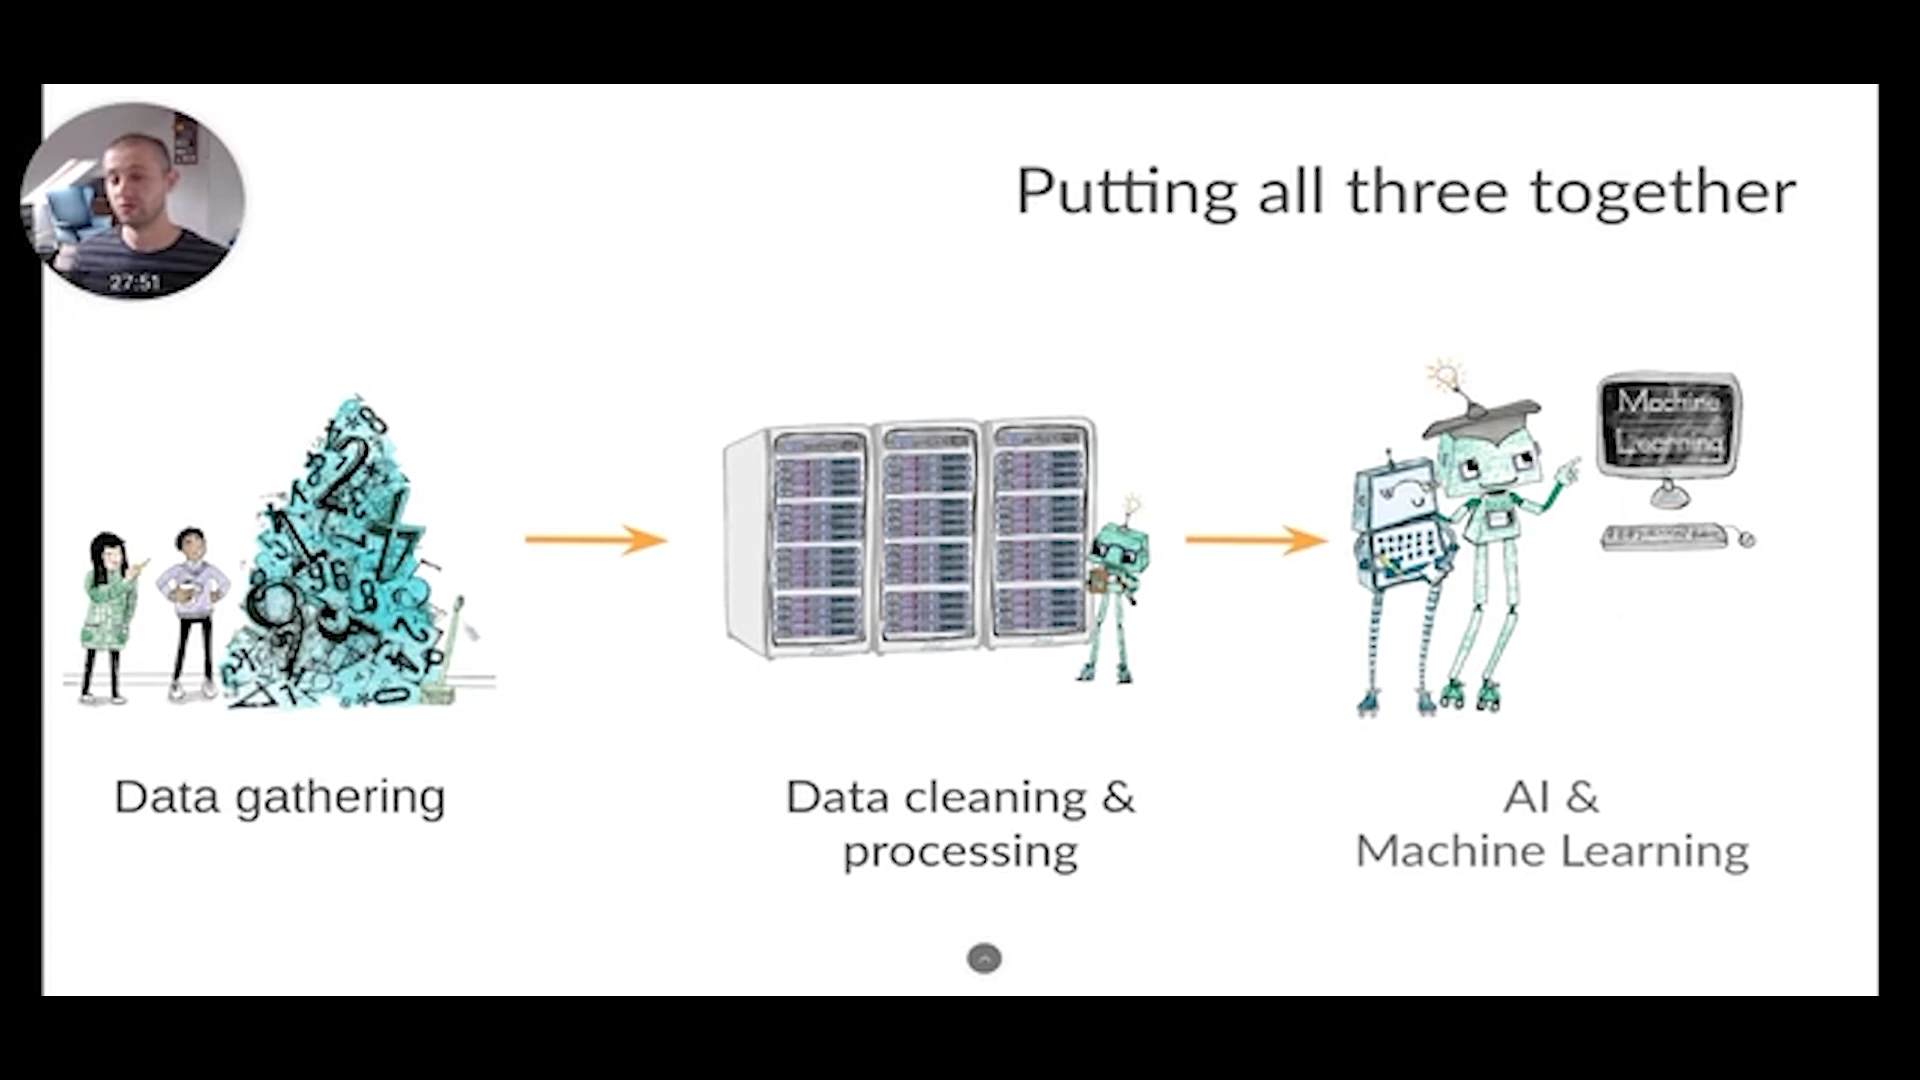 27:51
Putting all three together
Machine
Learning
Data gathering
Data cleaning &
processing
AI &
Machine Learning